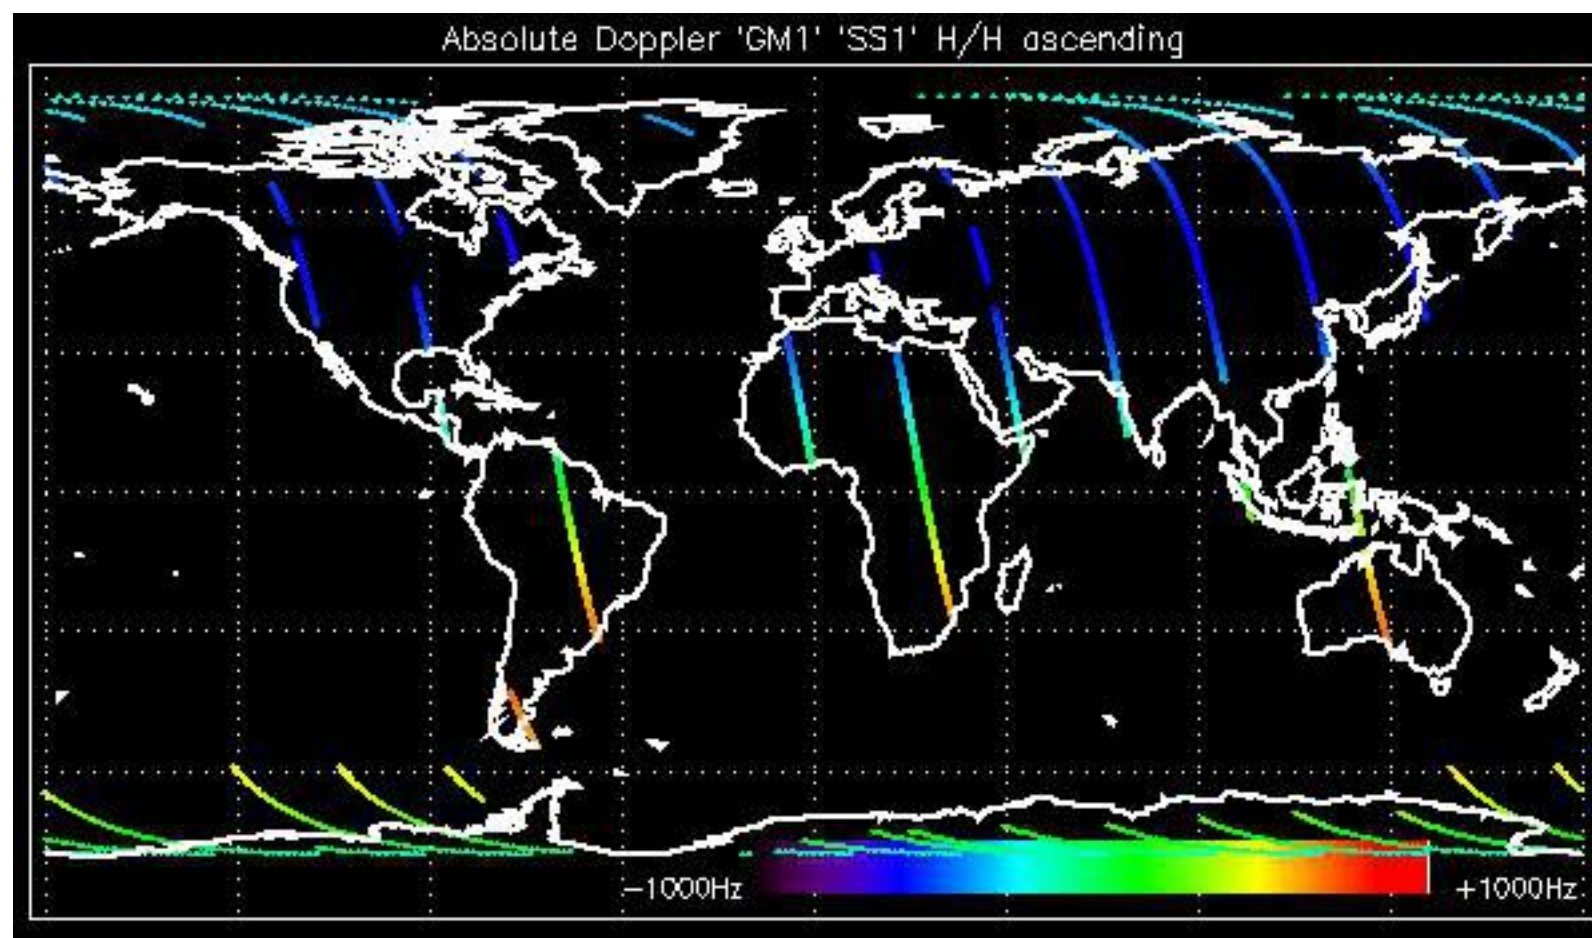 Absolute Doppler 'GM1' 'SS1' H/H ascending
-1000Hz
+1000Hz